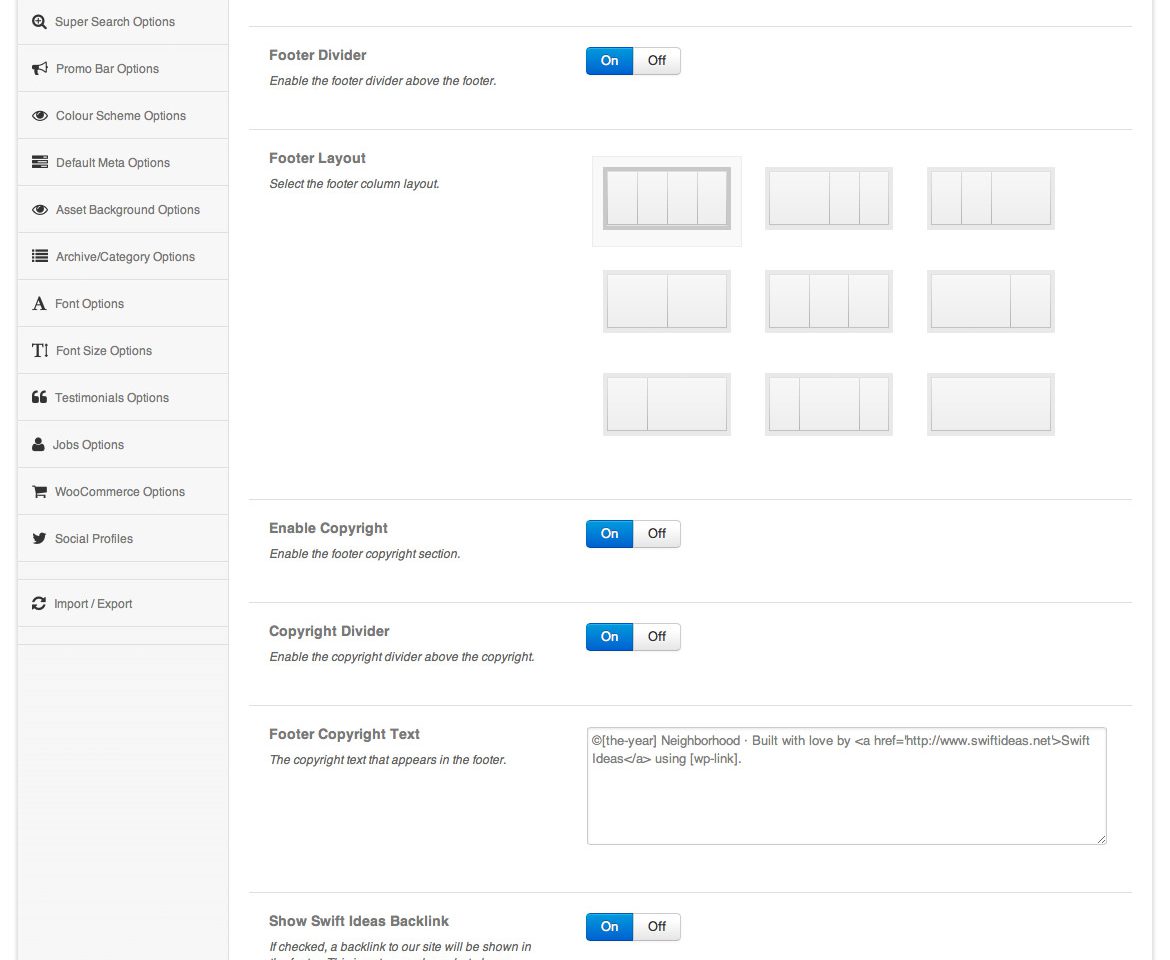 Super Search Options
Promo Bar Options
Colour Scheme Options
Default Meta Options
Asset Background Options
Archive/Category Options
Font Options
Font Size Options
Testimonials Options
Jobs Options
WooCommerce Options
Social Profiles
Import / Export
Footer Divider
Enable the footer divider above the footer.
On Off
Footer Layout
Select the footer column layout.
Enable Copyright
Enable the footer copyright section.
On Off
Copyright Divider
Enable the copyright divider above the copyright.
On Off
Footer Copyright Text
The copyright text that appears in the footer.
©[the-year] Neighborhood · Built with love by <a href='http://www.swiftideas.net'>Swift
Ideas</a> using [wp-link].
Show Swift Ideas Backlink
If checked, a backlink to our site will be shown in
On Off